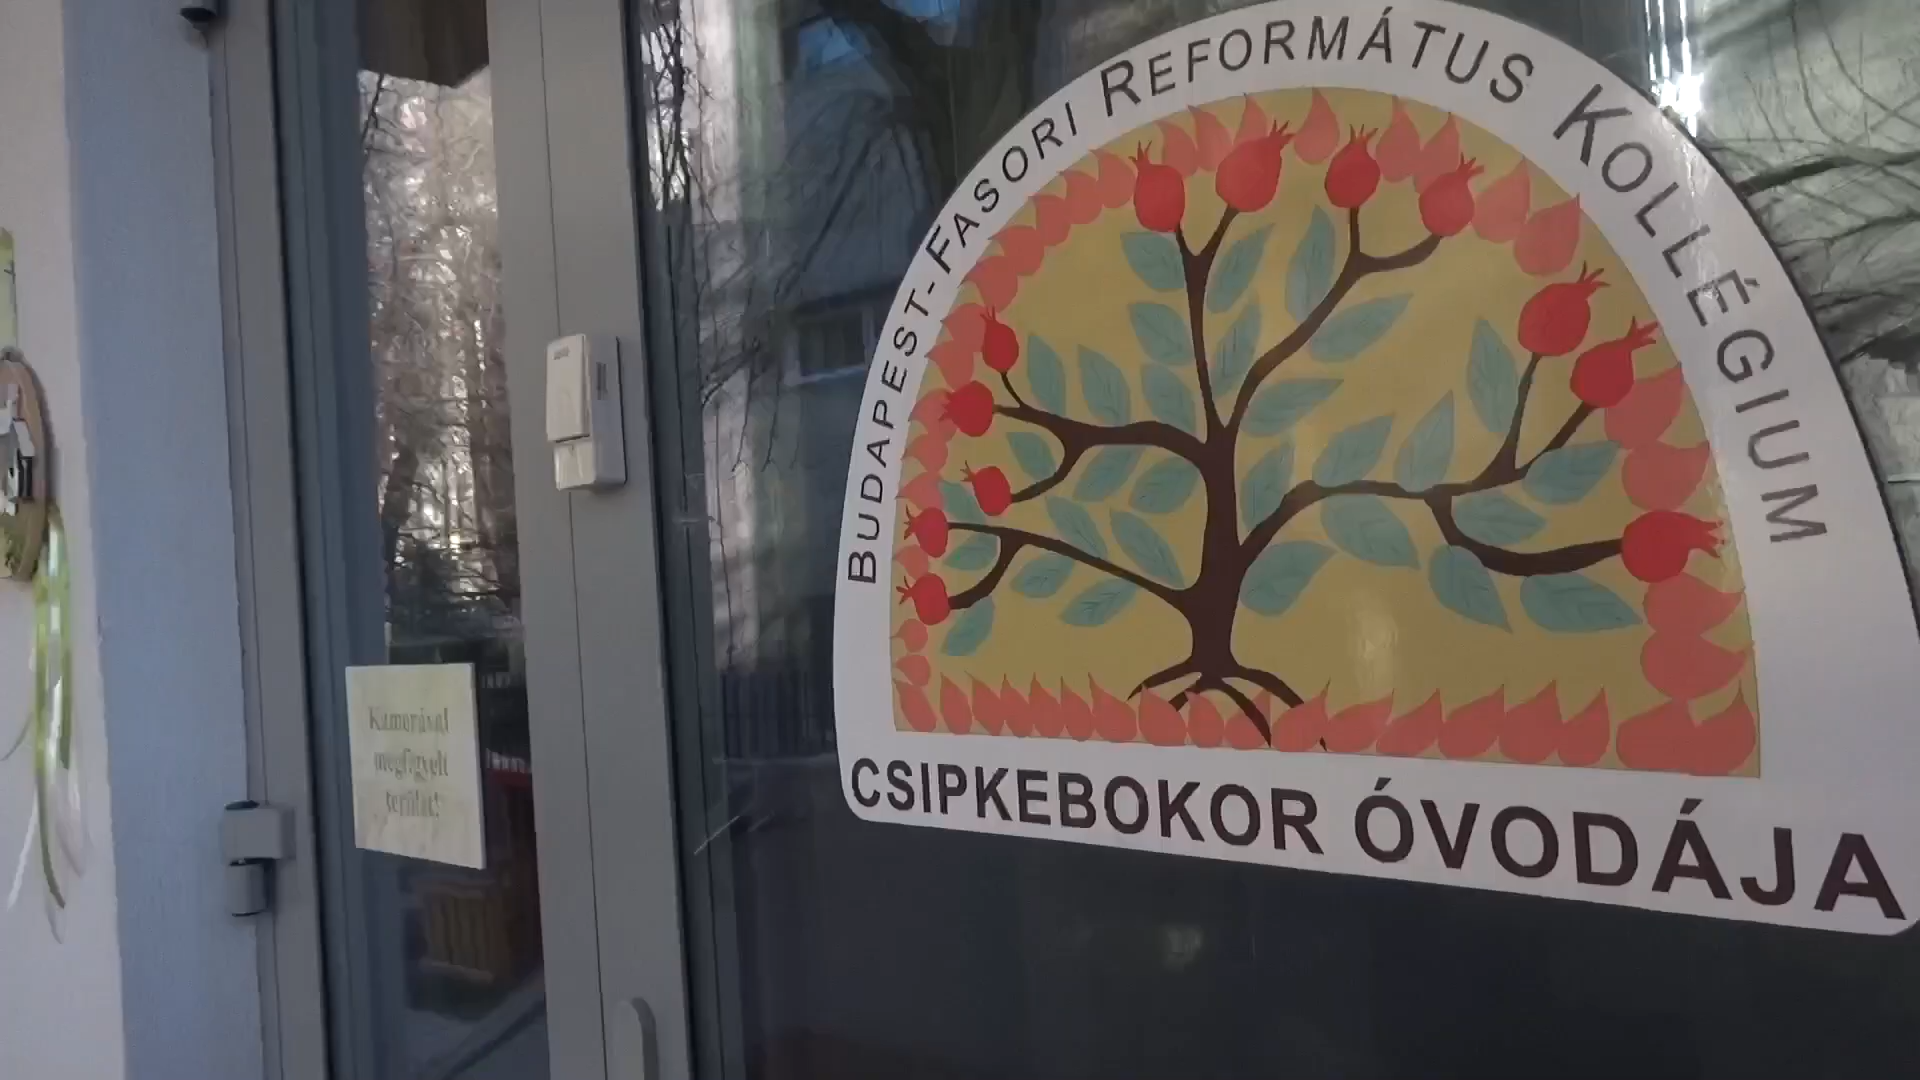 BUDAPEST-FASORI REFORMÁTUS KOLLÉGIUM
CSIPKEBOKOR ÓVODÁJA
Kamerával
megfigyelt
terület!